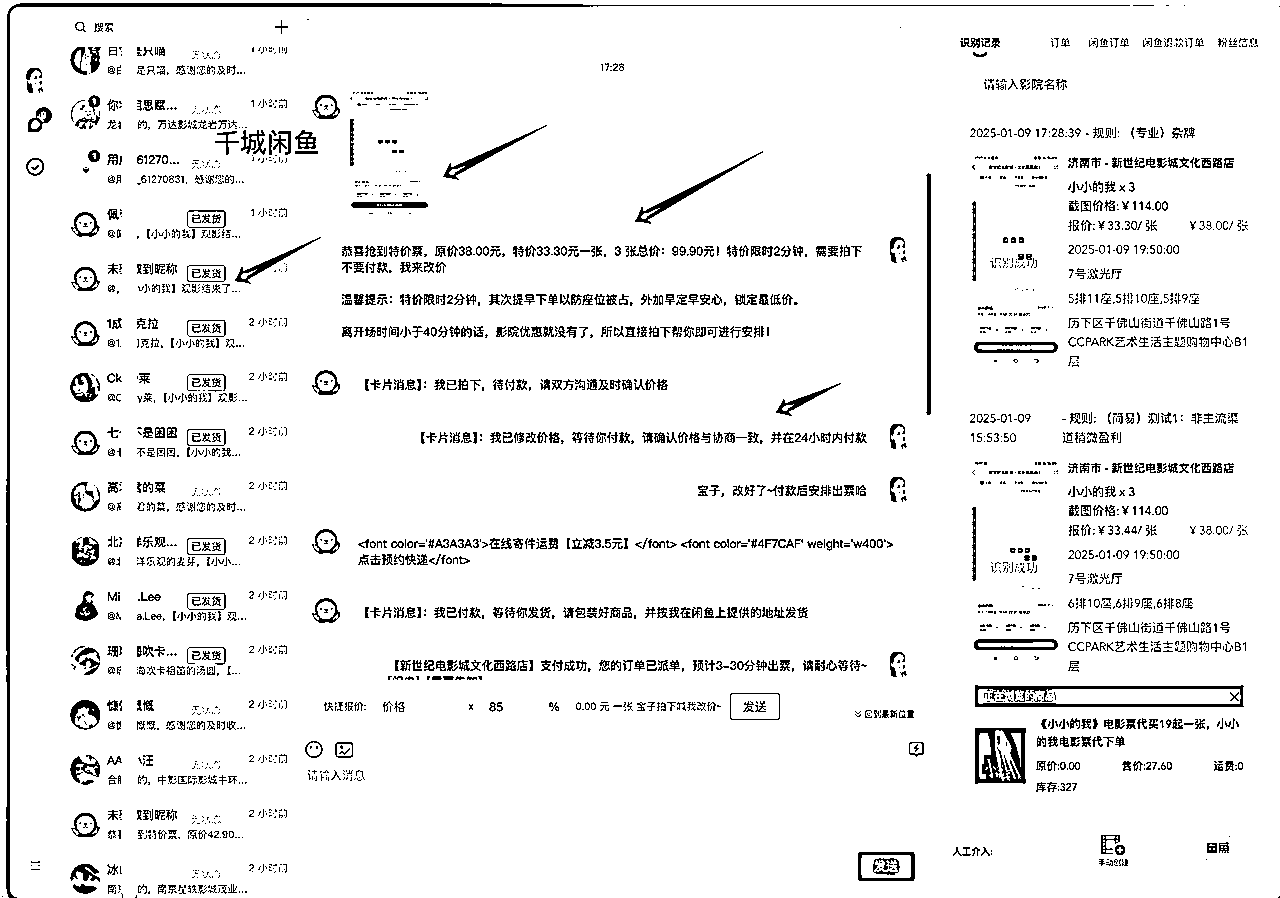 搜索
是只喵
1 小时前
是只喵，感谢您的及时...
1 小时前
的，万达影城龙岩万达...
千城闲鱼
61270...
1 小时前
_61270831，感谢您的...
已发货
1 小时前
，【小小的我】观影结...
到昵称
已发货
小的我】观影结束了...
克拉
已发货
2 小时前
克拉，【小小的我】观...
Ck
菜
已发货
2 小时前
y菜，【小小的我】观影...
七
不是困困
已发货
2 小时前
不是困困，【小小的我...
的菜
2 小时前
君的菜，感谢您的及时...
乐观...
已发货
2 小时前
洋乐观的麦芽，【小小...
Mi
.Lee
已发货
2 小时前
a.Lee，【小小的我】观...
吹卡...
已发货
2 小时前
慨
2 小时前
慨慨，感谢您的及时收...
AA
汪
2 小时前
的，中影国际影城丰环...
到昵称
2 小时前
到特价票，原价42.90...
冰
2 小时前
的，南京星轶影城茂业...
17:28
恭喜抢到特价票，原价38.00元，特价33.30元一张，3 张总价：99.90元！特价限时2分钟，需要拍下
不要付款，我来改价
温馨提示：特价限时2分钟，其次提早下单以防座位被占，外加早定早安心，锁定最低价。
离开场时间小于40分钟的话，影院优惠就没有了，所以直接拍下帮你即可进行安排！
【卡片消息】：我已拍下，待付款，请双方沟通及时确认价格
【卡片消息】：我已修改价格，等待你付款，请确认价格与协商一致，并在24小时内付款
宝子，改好了~付款后安排出票哈
<font color='#A3A3A3'>在线寄件运费【立减3.5元】</font> <font color='#4F7CAF' weight='w400'>
点击预约快递</font>
【卡片消息】：我已付款，等待你发货，请包装好商品，并按我在闲鱼上提供的地址发货
【新世纪电影城文化西路店】支付成功，您的订单已派单，预计3-30分钟出票，请耐心等待~
快捷报价: 价格 x 85 % 0.00 元 一张 宝子拍下喊我改价~ 发送
回到最新位置
请输入消息
发送
识别记录 订单 闲鱼订单 闲鱼退款订单 粉丝信息
请输入影院名称
2025-01-09 17:28:39 - 规则: （专业）杂牌
济南市 - 新世纪电影城文化西路店
小小的我 x 3
截图价格: ￥114.00
报价: ￥33.30/ 张 ￥38.00/ 张
2025-01-09 19:50:00
识别成功
7号激光厅
5排11座,5排10座,5排9座
历下区千佛山街道千佛山路1号
CCPARK艺术生活主题购物中心B1
层
2025-01-09 - 规则: （简易）测试1：非主流渠
15:53:50 道稍微盈利
济南市 - 新世纪电影城文化西路店
小小的我 x 3
截图价格: ￥114.00
报价: ￥33.44/ 张 ￥38.00/ 张
2025-01-09 19:50:00
识别成功
7号激光厅
6排10座,6排9座,6排8座
历下区千佛山街道千佛山路1号
CCPARK艺术生活主题购物中心B1
层
正在浏览的商品
《小小的我》电影票代买19起一张，小小
的我电影票代下单
原价:0.00 售价:27.60 运费:0
库存:327
人工介入:
手动创建